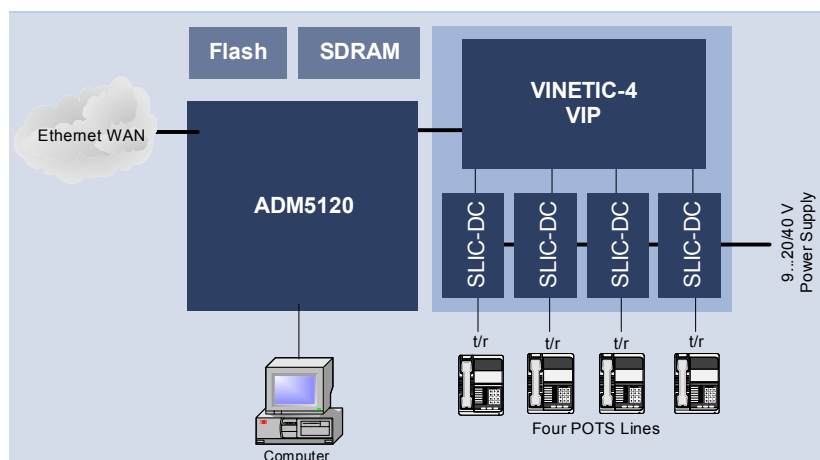 Flash
SDRAM
VINETIC-4
VIP
Ethernet WAN
ADM5120
SLIC-DC
SLIC-DC
SLIC-DC
SLIC-DC
9...20/40 V
Power Supply
t/r
t/r
t/r
t/r
Four POTS Lines
Computer